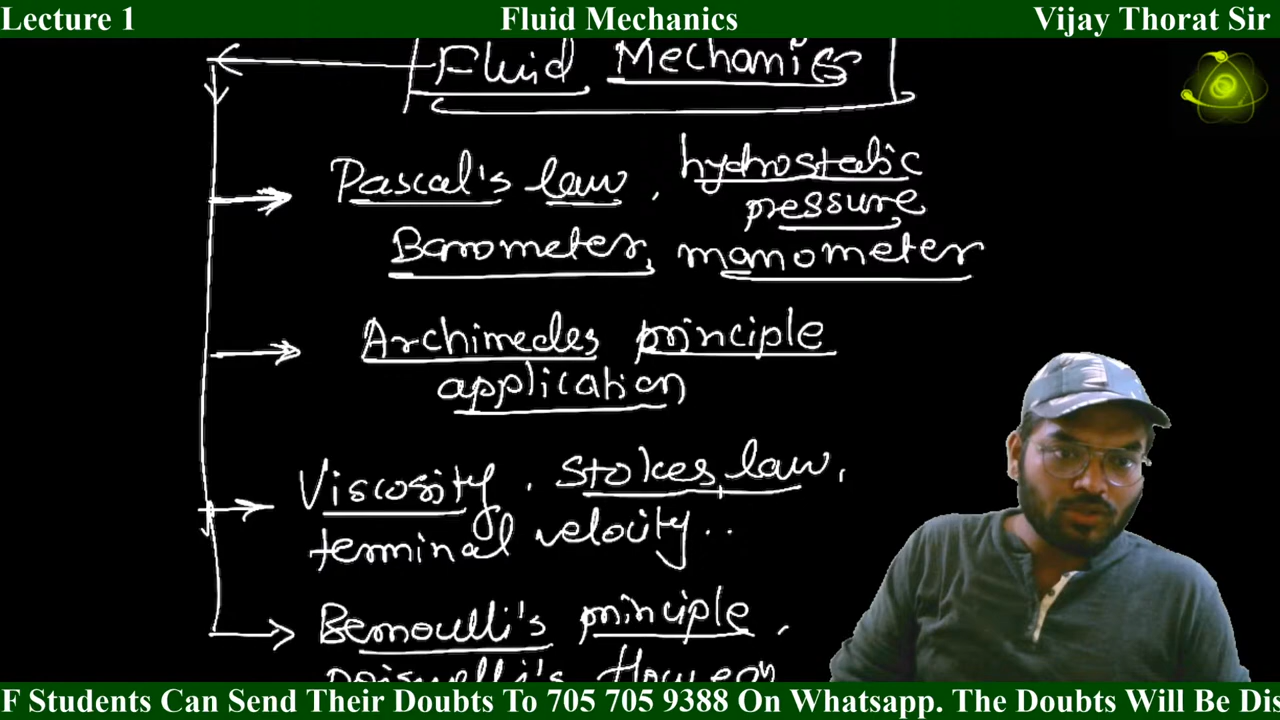 Lecture 1 Fluid Mechanics Vijay Thorat Sir
Fluid Mechanics
Pascal's law, hydrostatic
pressure
Barometer, manometer
Archimedes principle
application
Viscosity, Stokes law,
terminal velocity..
Bernoulli's principle,
F Students Can Send Their Doubts To 705 705 9388 On Whatsapp. The Doubts Will Be Dis